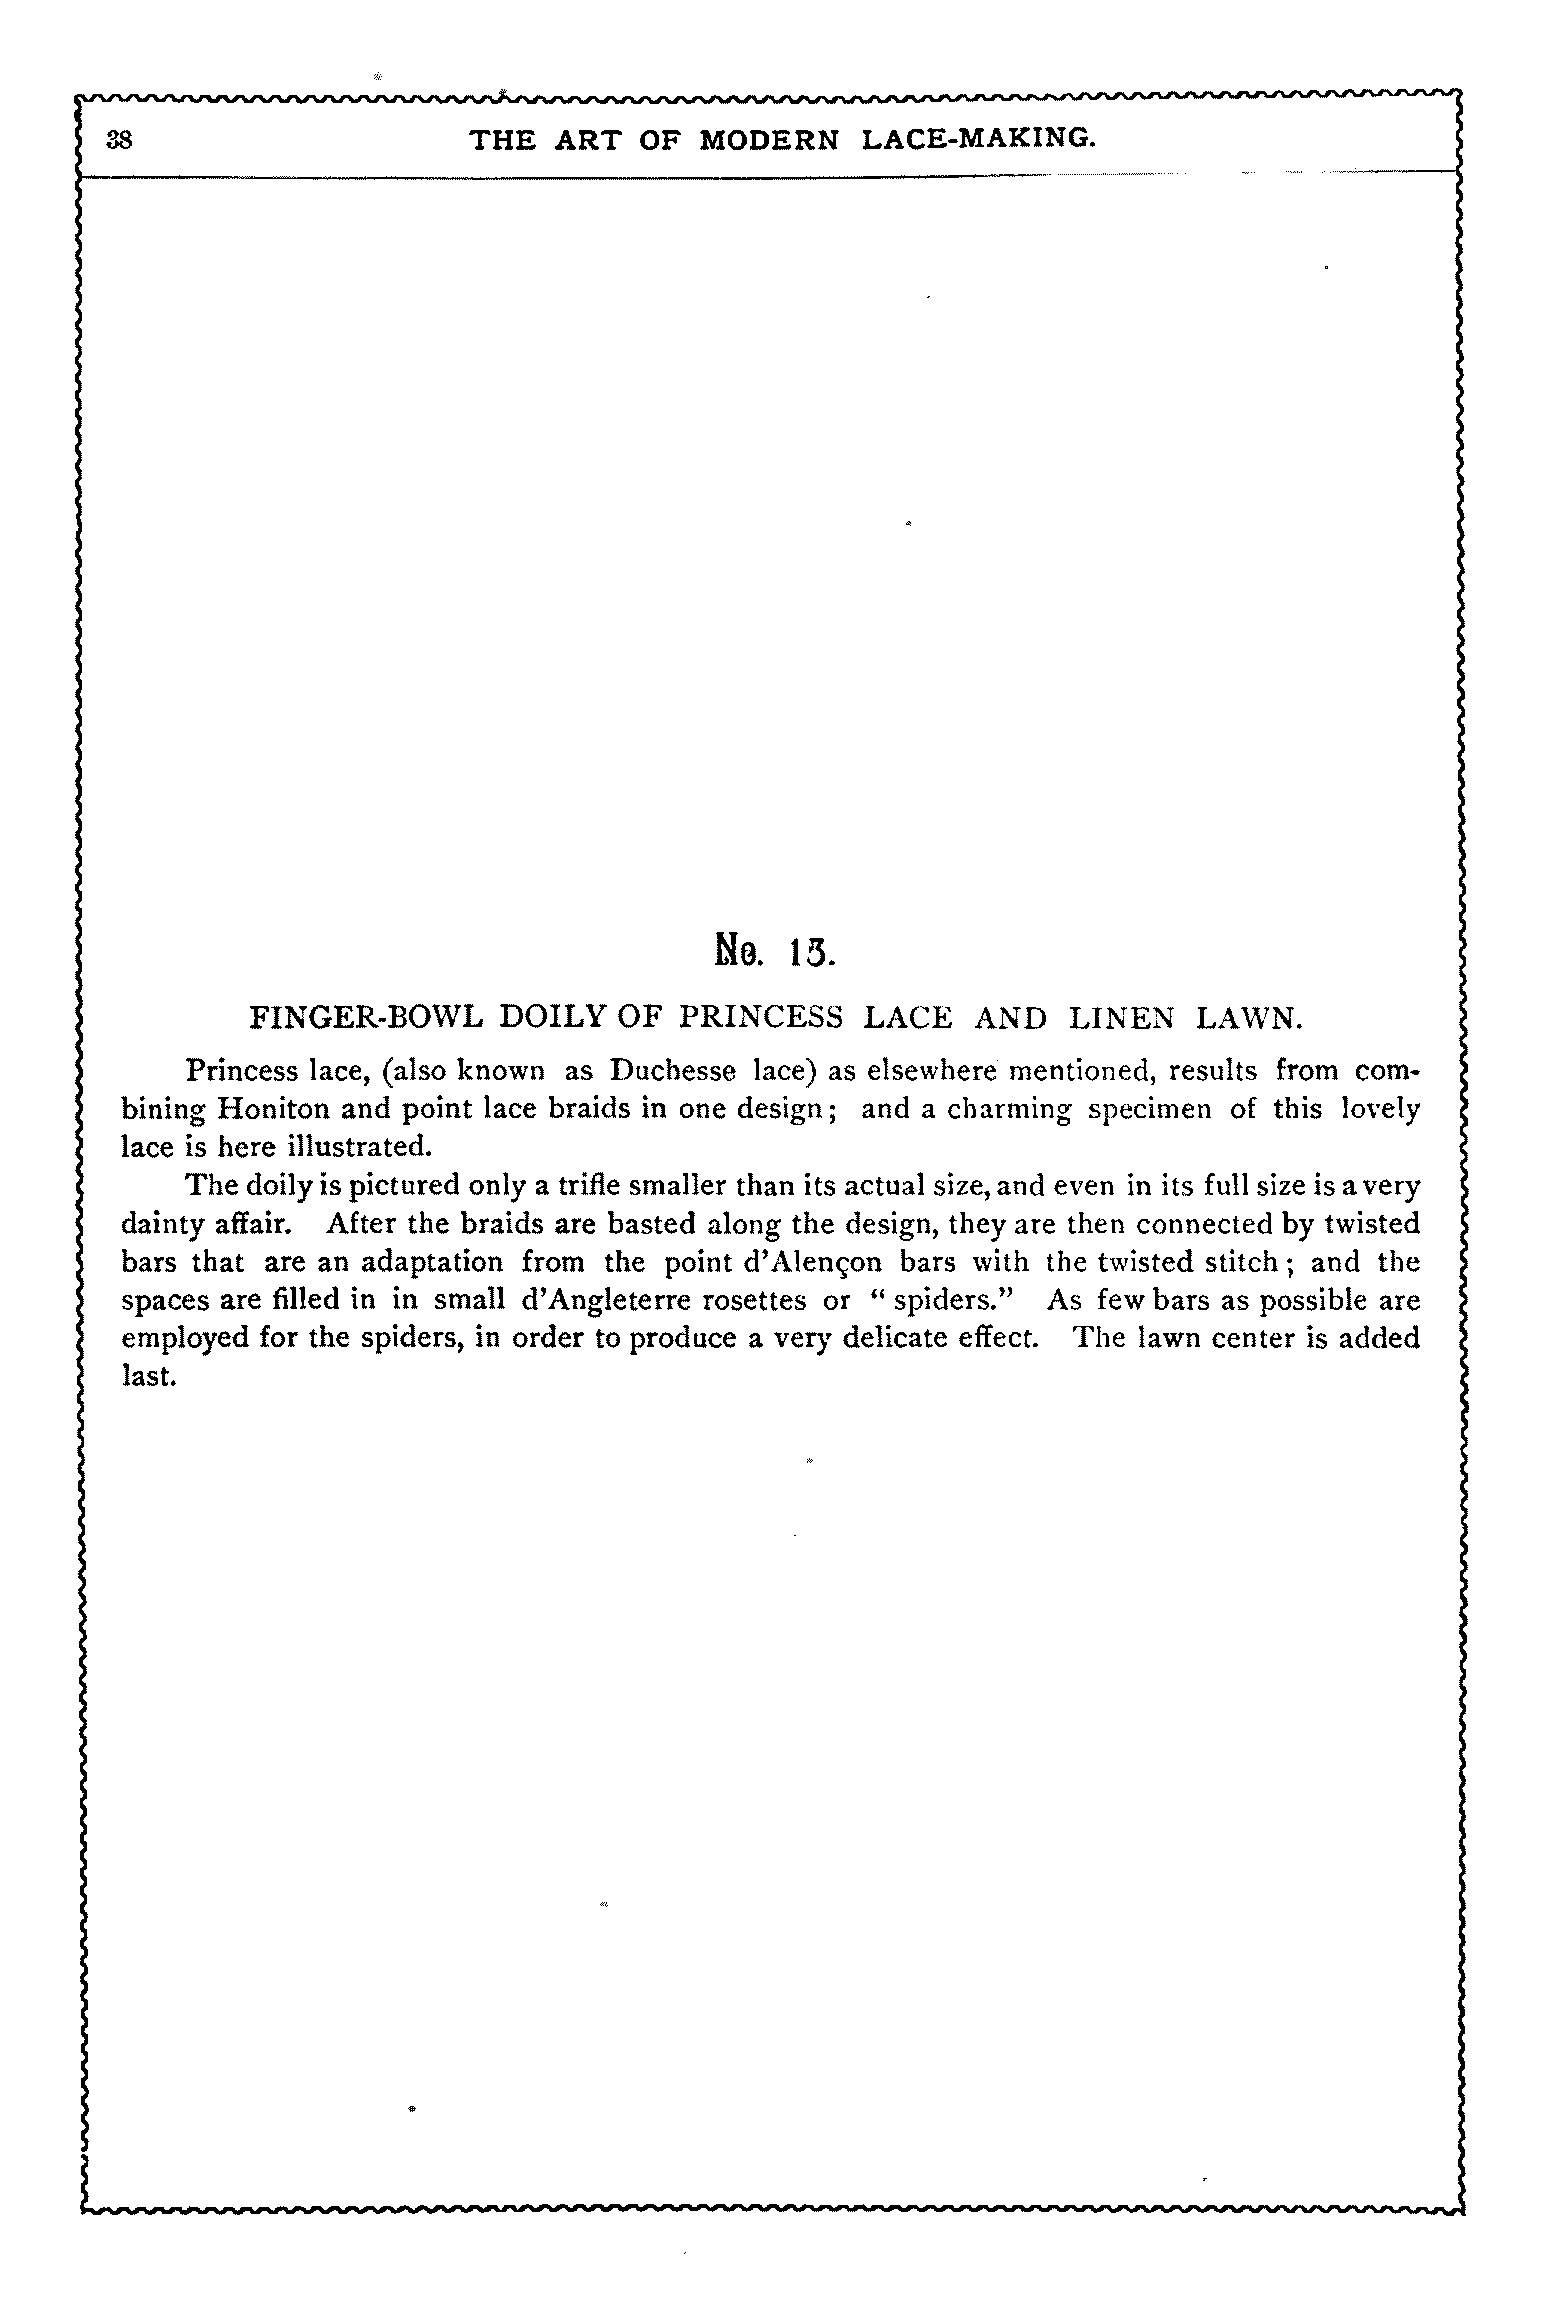 38
THE ART OF MODERN LACE-MAKING.
No. 13.
FINGER-BOWL DOILY OF PRINCESS LACE AND LINEN LAWN.
Princess lace, (also known as Duchesse lace) as elsewhere mentioned, results from com-
bining Honiton and point lace braids in one design; and a charming specimen of this lovely
lace is here illustrated.
The doily is pictured only a trifle smaller than its actual size, and even in its full size is a very
dainty affair. After the braids are basted along the design, they are then connected by twisted
bars that are an adaptation from the point d'Alençon bars with the twisted stitch; and the
spaces are filled in in small d'Angleterre rosettes or "spiders." As few bars as possible are
employed for the spiders, in order to produce a very delicate effect. The lawn center is added
last.